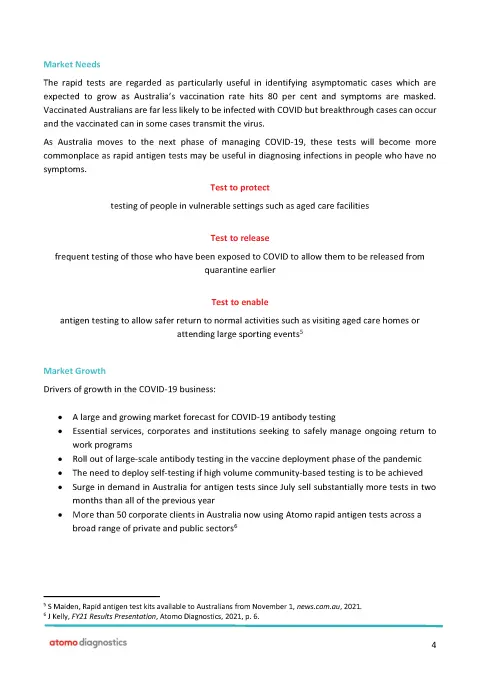 Market Needs
The rapid tests are regarded as particularly useful in identifying asymptomatic cases which are
expected to grow as Australia's vaccination rate hits 80 per cent and symptoms are masked.
Vaccinated Australians are far less likely to be infected with COVID but breakthrough cases can occur
and the vaccinated can in some cases transmit the virus.
As Australia moves to the next phase of managing COVID-19, these tests will become more
commonplace as rapid antigen tests may be useful in diagnosing infections in people who have no
symptoms.
Test to protect
testing of people in vulnerable settings such as aged care facilities
Test to release
frequent testing of those who have been exposed to COVID to allow them to be released from
quarantine earlier
Test to enable
antigen testing to allow safer return to normal activities such as visiting aged care homes or
attending large sporting events⁵
Market Growth
Drivers of growth in the COVID-19 business:
• A large and growing market forecast for COVID-19 antibody testing
• Essential services, corporates and institutions seeking to safely manage ongoing return to
work programs
• Roll out of large-scale antibody testing in the vaccine deployment phase of the pandemic
• The need to deploy self-testing if high volume community-based testing is to be achieved
• Surge in demand in Australia for antigen tests since July sell substantially more tests in two
months than all of the previous year
• More than 50 corporate clients in Australia now using Atomo rapid antigen tests across a
broad range of private and public sectors⁶
⁵ S Maiden, Rapid antigen test kits available to Australians from November 1, news.com.au, 2021.
⁶ J Kelly, FY21 Results Presentation, Atomo Diagnostics, 2021, p. 6.
atomo diagnostics
4